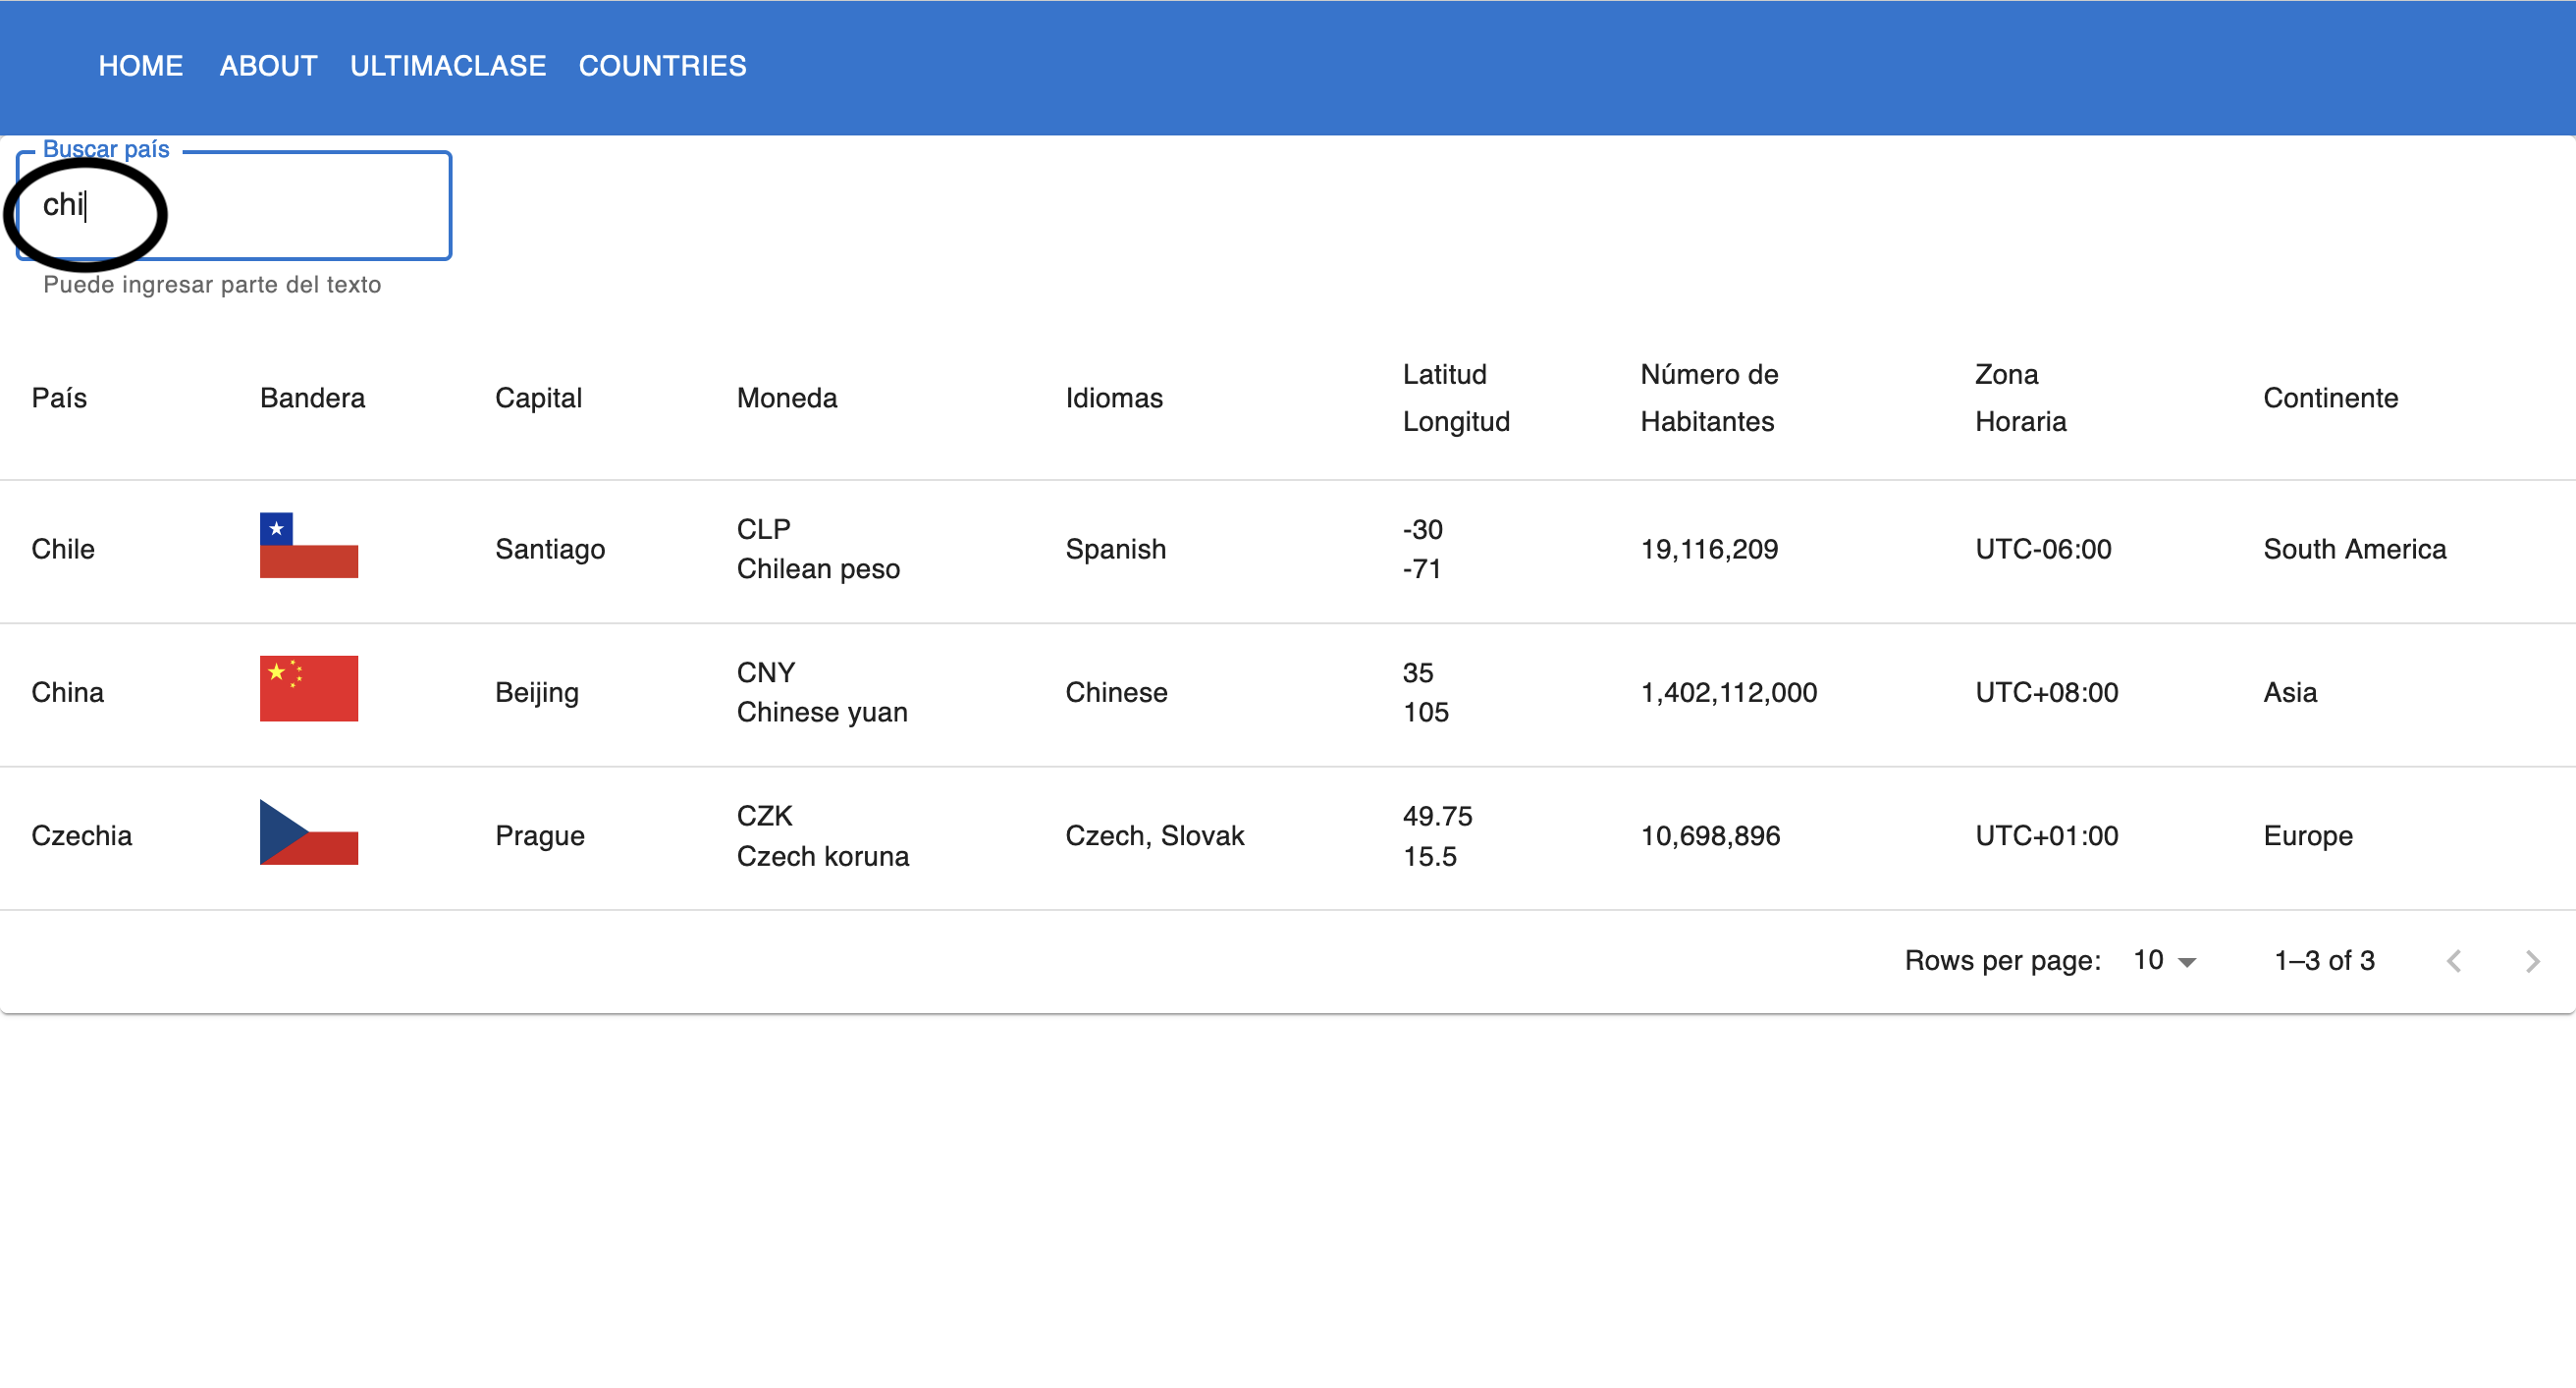 HOME ABOUT ULTIMACLASE COUNTRIES
Buscar país
chi
Puede ingresar parte del texto
País Bandera Capital Moneda Idiomas Latitud Longitud Número de Habitantes Zona Horaria Continente
Chile Santiago CLP Chilean peso Spanish -30 -71 19,116,209 UTC-06:00 South America
China Beijing CNY Chinese yuan Chinese 35 105 1,402,112,000 UTC+08:00 Asia
Czechia Prague CZK Czech koruna Czech, Slovak 49.75 15.5 10,698,896 UTC+01:00 Europe
Rows per page: 10 1–3 of 3